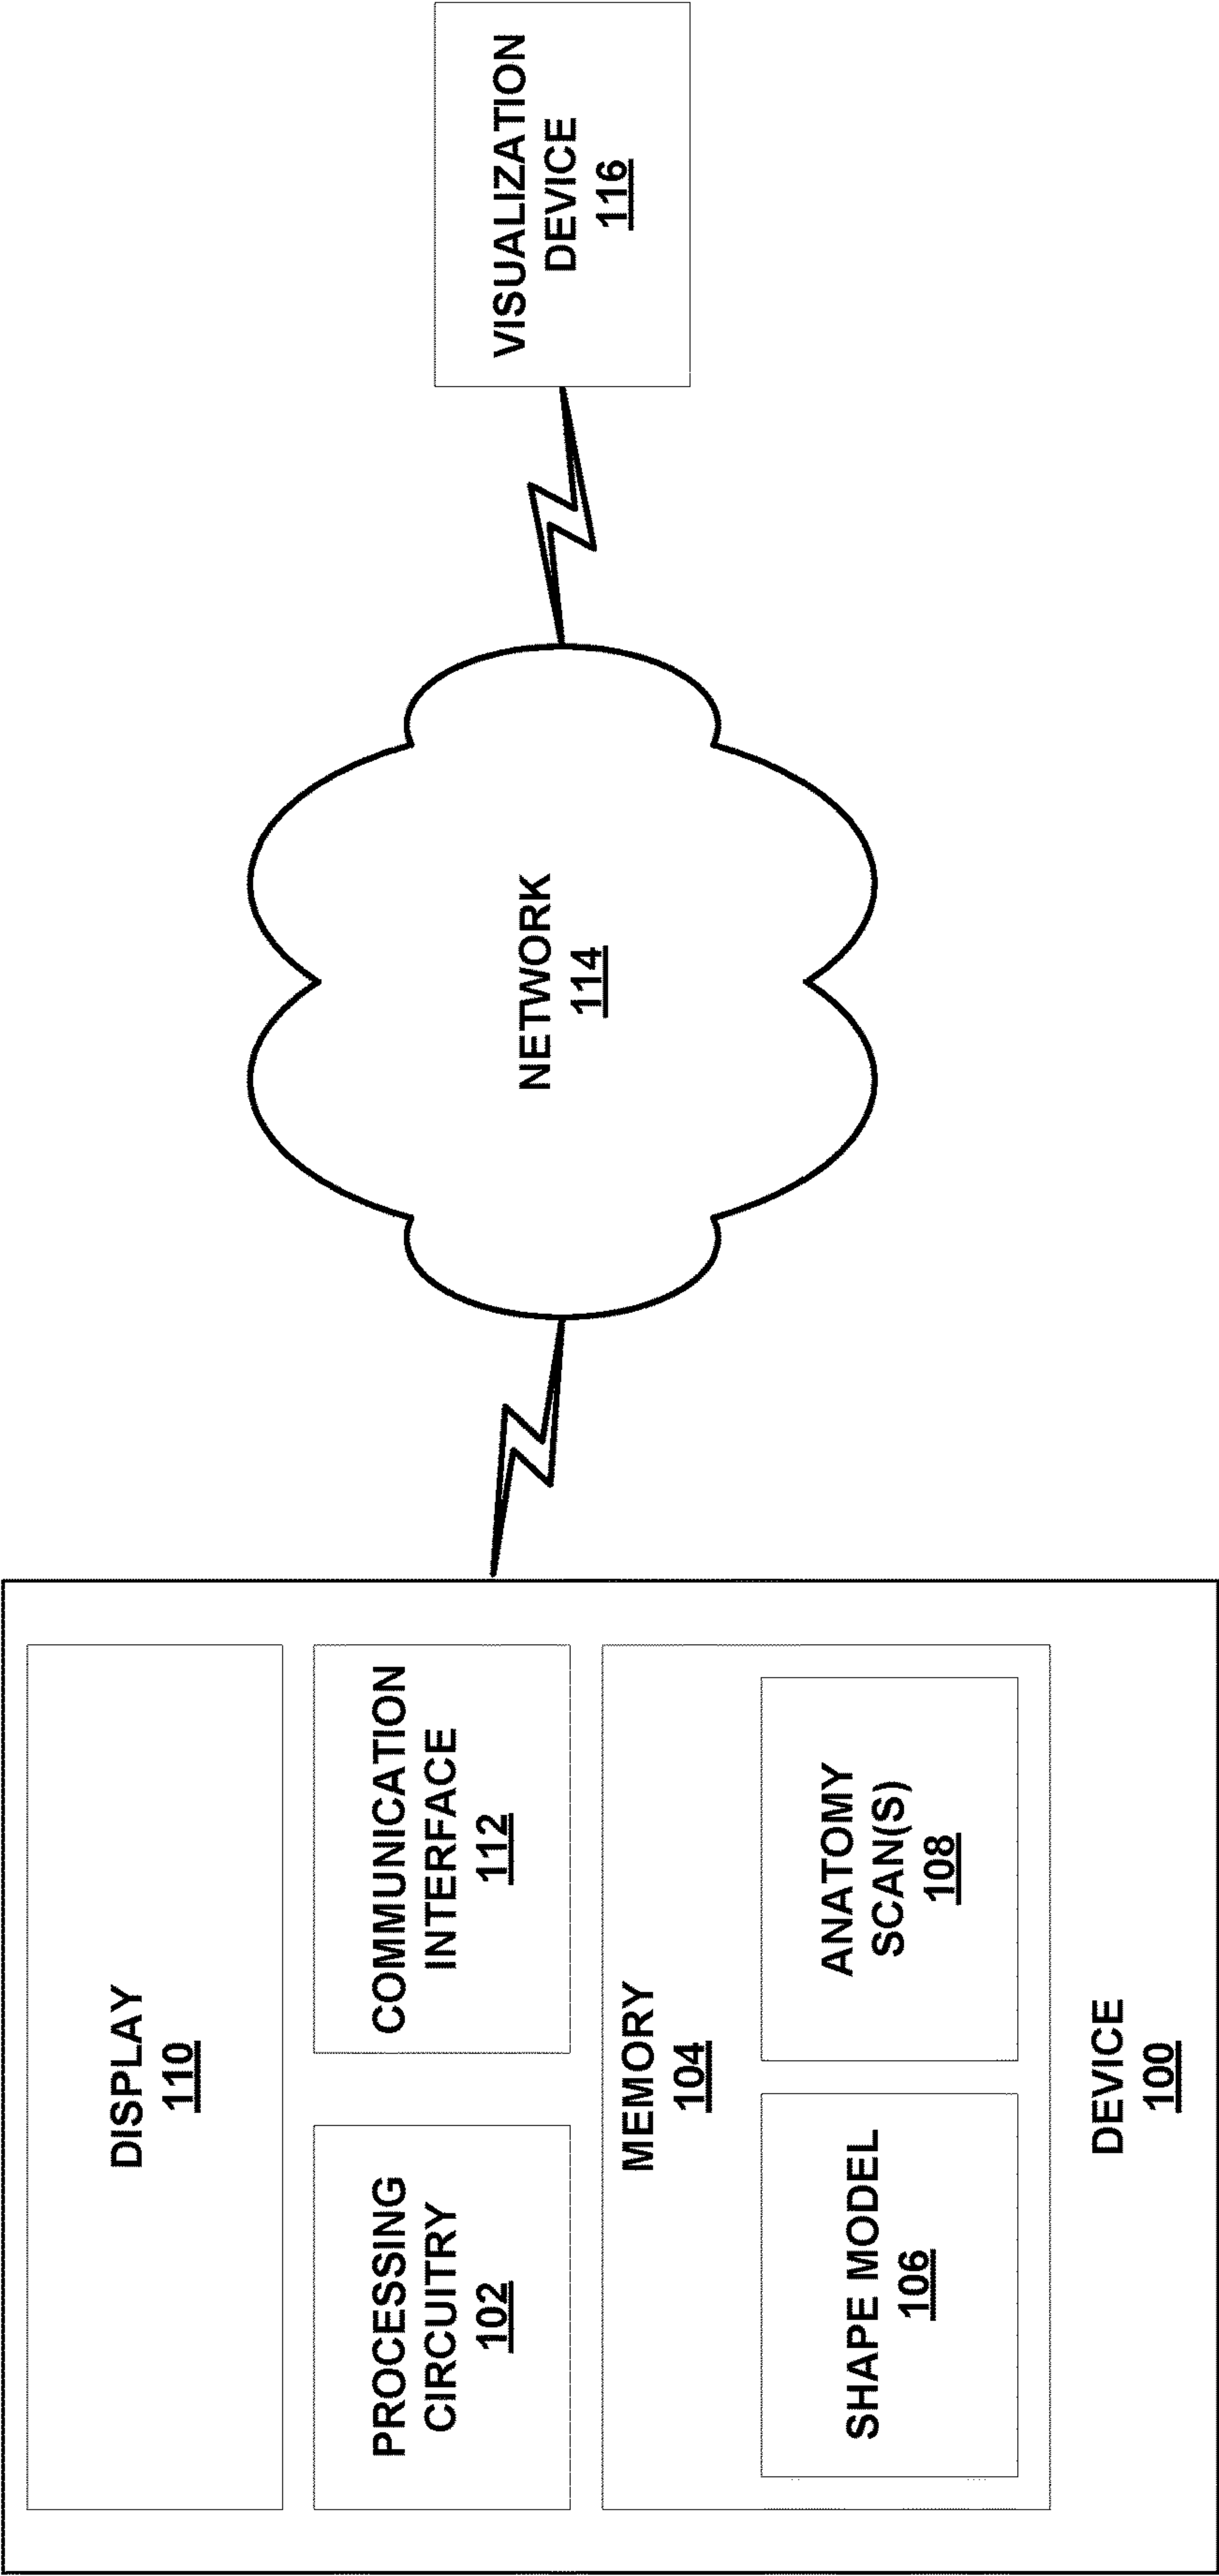 DISPLAY
110
PROCESSING
CIRCUITRY
102
COMMUNICATION
INTERFACE
112
MEMORY
104
SHAPE MODEL
106
ANATOMY
SCAN(S)
108
DEVICE
100
NETWORK
114
VISUALIZATION
DEVICE
116